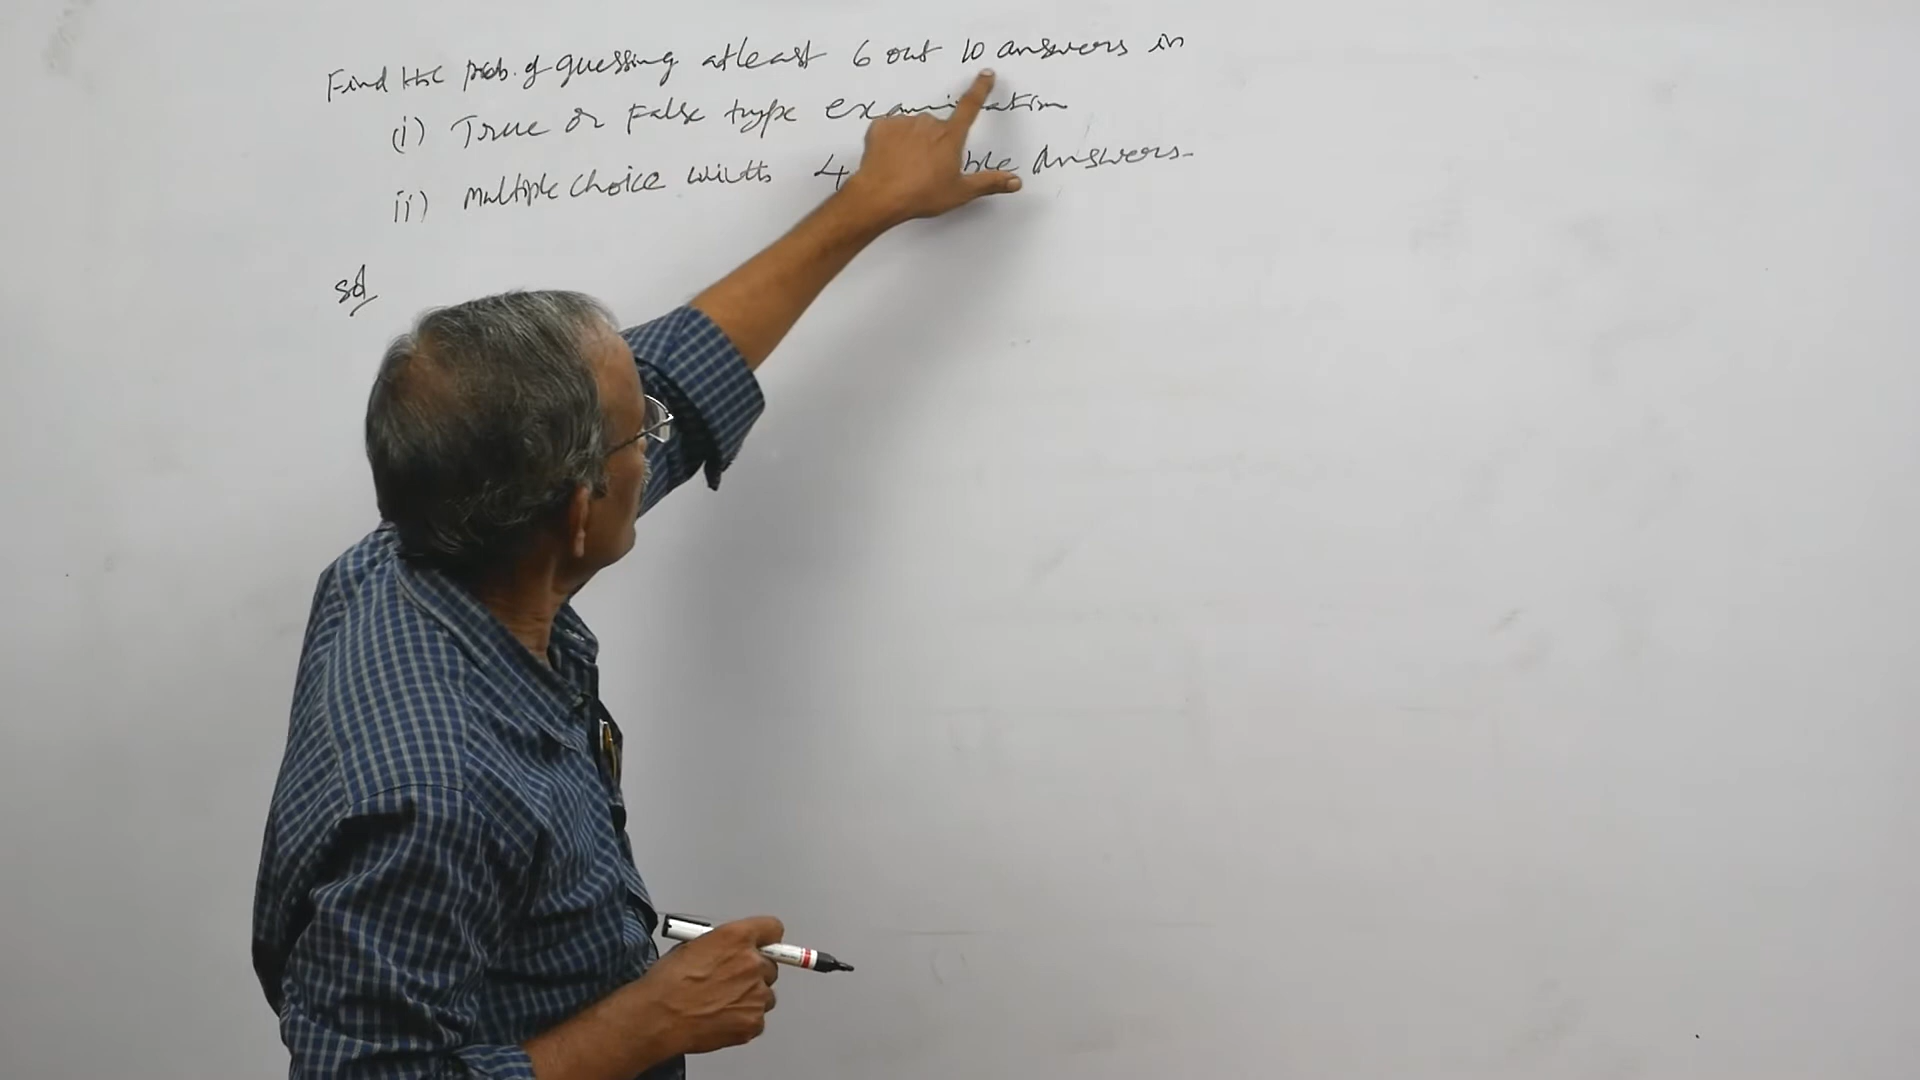 Find the prob. of guessing atleast 6 out 10 answers in
(i) True or False type examination
ii) Multiple choice with 4 answers.
sol